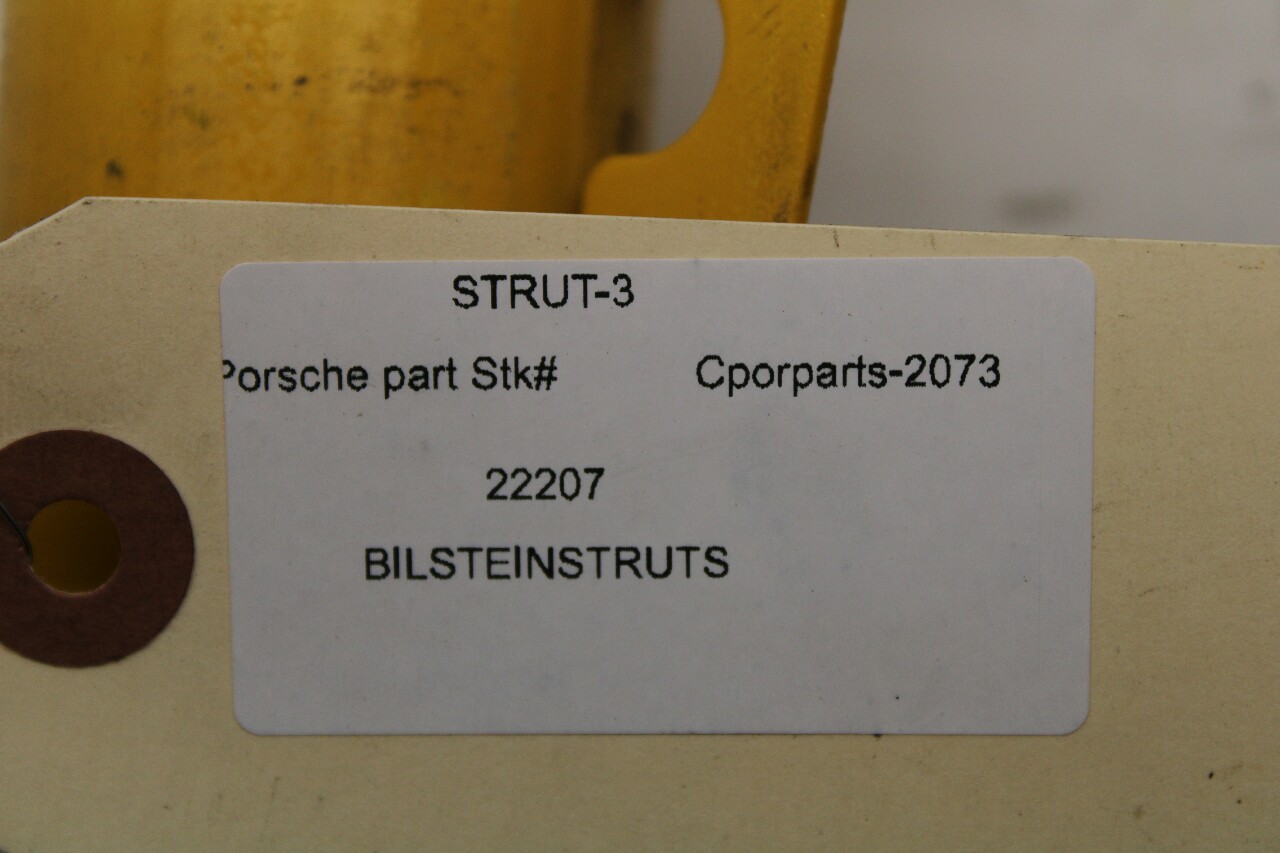 STRUT-3
Porsche part Stk# Cporparts-2073
22207
BILSTEINSTRUTS